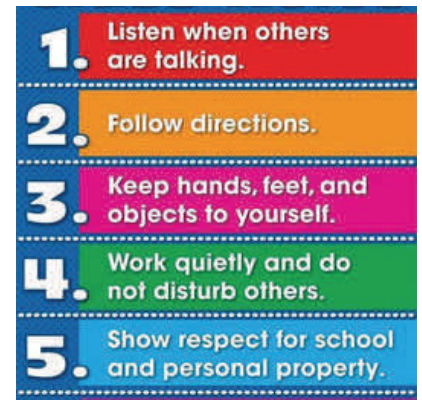 1. Listen when others
are talking.
2. Follow directions.
3. Keep hands, feet, and
objects to yourself.
4. Work quietly and do
not disturb others.
5. Show respect for school
and personal property.